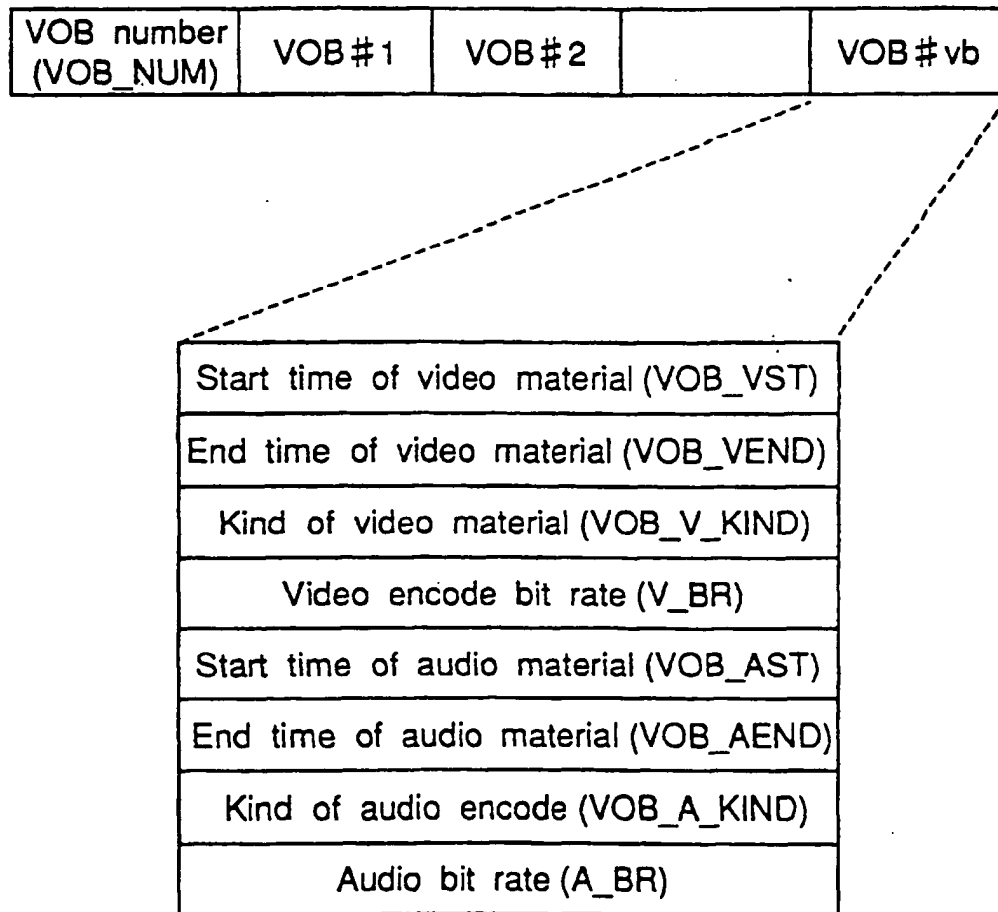 VOB number
(VOB_NUM)
VOB#1
VOB#2
VOB#vb
Start time of video material (VOB_VST)
End time of video material (VOB_VEND)
Kind of video material (VOB_V_KIND)
Video encode bit rate (V_BR)
Start time of audio material (VOB_AST)
End time of audio material (VOB_AEND)
Kind of audio encode (VOB_A_KIND)
Audio bit rate (A_BR)